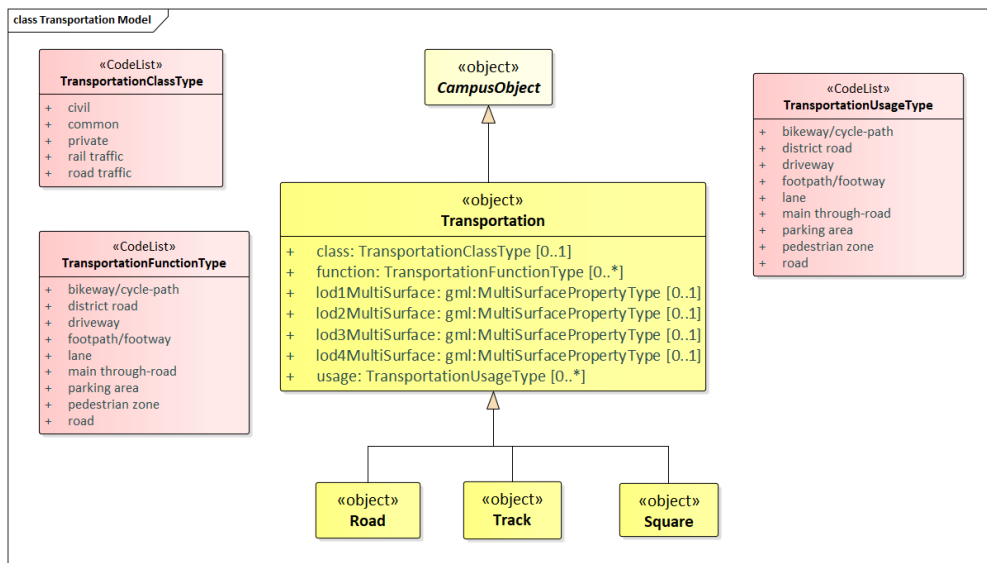 class Transportation Model
«CodeList»
TransportationClassType
+ civil
+ common
+ private
+ rail traffic
+ road traffic
«object»
CampusObject
«CodeList»
TransportationUsageType
+ bikeway/cycle-path
+ district road
+ driveway
+ footpath/footway
+ lane
+ main through-road
+ parking area
+ pedestrian zone
+ road
«CodeList»
TransportationFunctionType
+ bikeway/cycle-path
+ district road
+ driveway
+ footpath/footway
+ lane
+ main through-road
+ parking area
+ pedestrian zone
+ road
«object»
Transportation
+ class: TransportationClassType [0..1]
+ function: TransportationFunctionType [0..*]
+ lod1MultiSurface: gml:MultiSurfacePropertyType [0..1]
+ lod2MultiSurface: gml:MultiSurfacePropertyType [0..1]
+ lod3MultiSurface: gml:MultiSurfacePropertyType [0..1]
+ lod4MultiSurface: gml:MultiSurfacePropertyType [0..1]
+ usage: TransportationUsageType [0..*]
«object»
Road
«object»
Track
«object»
Square